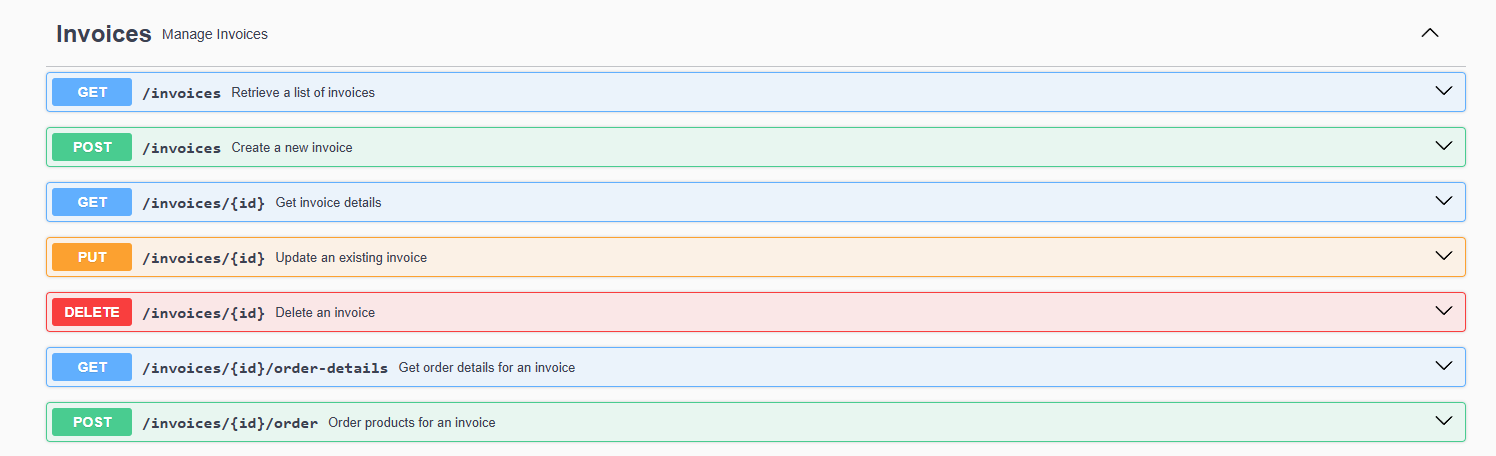 Invoices Manage Invoices
GET /invoices Retrieve a list of invoices
POST /invoices Create a new invoice
GET /invoices/{id} Get invoice details
PUT /invoices/{id} Update an existing invoice
DELETE /invoices/{id} Delete an invoice
GET /invoices/{id}/order-details Get order details for an invoice
POST /invoices/{id}/order Order products for an invoice